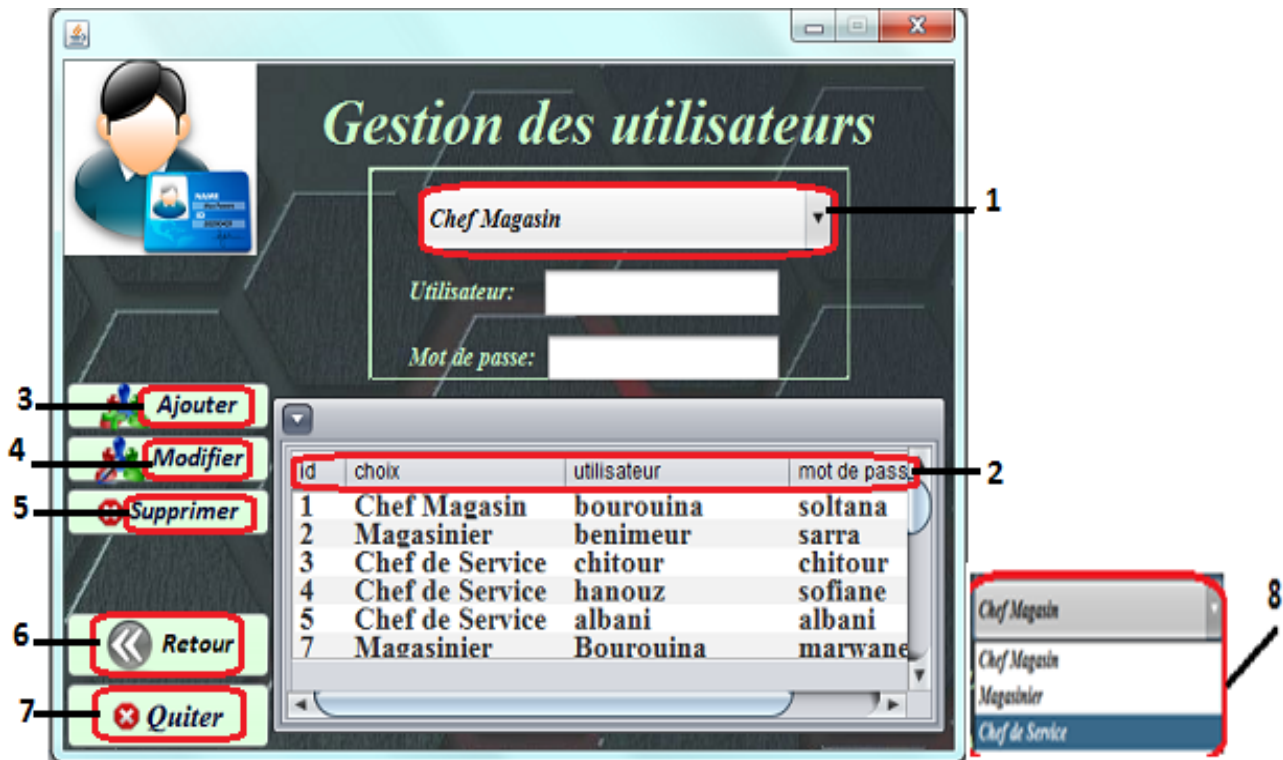 NAME
ID
Gestion des utilisateurs
Chef Magasin
1
Utilisateur:
Mot de passe:
3 Ajouter
4 Modifier
5 Supprimer
6 Retour
7 Quiter
id choix utilisateur mot de pass
2
1 Chef Magasin bourouina soltana
2 Magasinier benimeur sarra
3 Chef de Service chitour chitour
4 Chef de Service hanouz sofiane
5 Chef de Service albani albani
7 Magasinier Bourouina marwane
8
Chef Magasin
Chef Magasin
Magasinier
Chef de Service